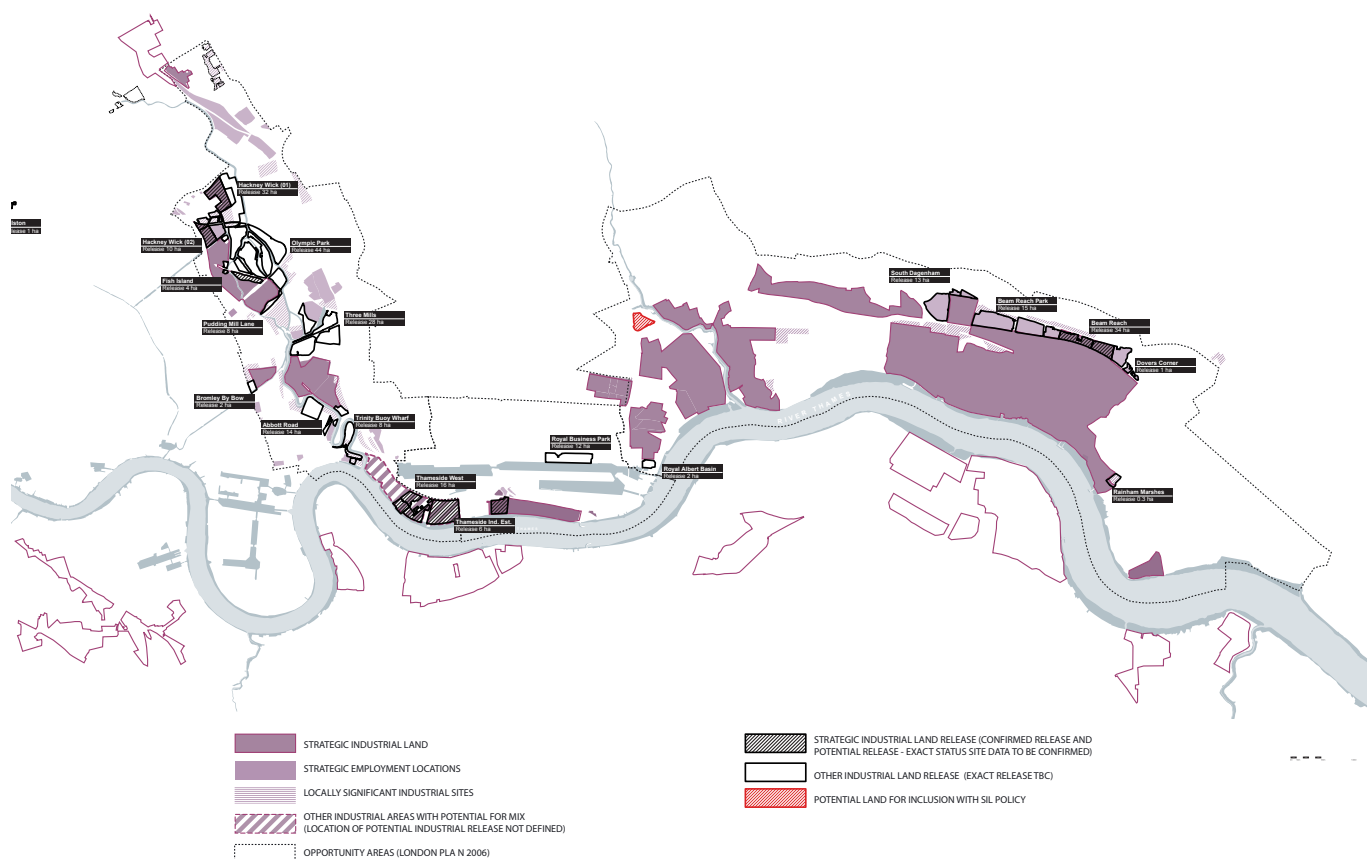 Hackney Wick (01)
Release 32 ha
lston
lease 1 ha
Hackney Wick (02)
Release 10 ha
Olympic Park
Release 44 ha
Fish Island
Release 4 ha
Pudding Mill Lane
Release 8 ha
Three Mills
Release 28 ha
South Dagenham
Release 13 ha
Beam Reach Park
Release 15 ha
Beam Reach
Release 34 ha
Dovers Corner
Release 1 ha
Bromley By Bow
Release 2 ha
Abbott Road
Release 14 ha
Trinity Buoy Wharf
Release 8 ha
RIVER THAMES
Royal Business Park
Release 12 ha
Royal Albert Basin
Release 2 ha
Thameside West
Release 16 ha
Rainham Marshes
Release 0.3 ha
Thameside Ind. Est.
Release 6 ha
STRATEGIC INDUSTRIAL LAND
STRATEGIC EMPLOYMENT LOCATIONS
LOCALLY SIGNIFICANT INDUSTRIAL SITES
OTHER INDUSTRIAL AREAS WITH POTENTIAL FOR MIX
(LOCATION OF POTENTIAL INDUSTRIAL RELEASE NOT DEFINED)
OPPORTUNITY AREAS (LONDON PLA N 2006)
STRATEGIC INDUSTRIAL LAND RELEASE (CONFIRMED RELEASE AND
POTENTIAL RELEASE - EXACT STATUS SITE DATA TO BE CONFIRMED)
OTHER INDUSTRIAL LAND RELEASE (EXACT RELEASE TBC)
POTENTIAL LAND FOR INCLUSION WITH SIL POLICY